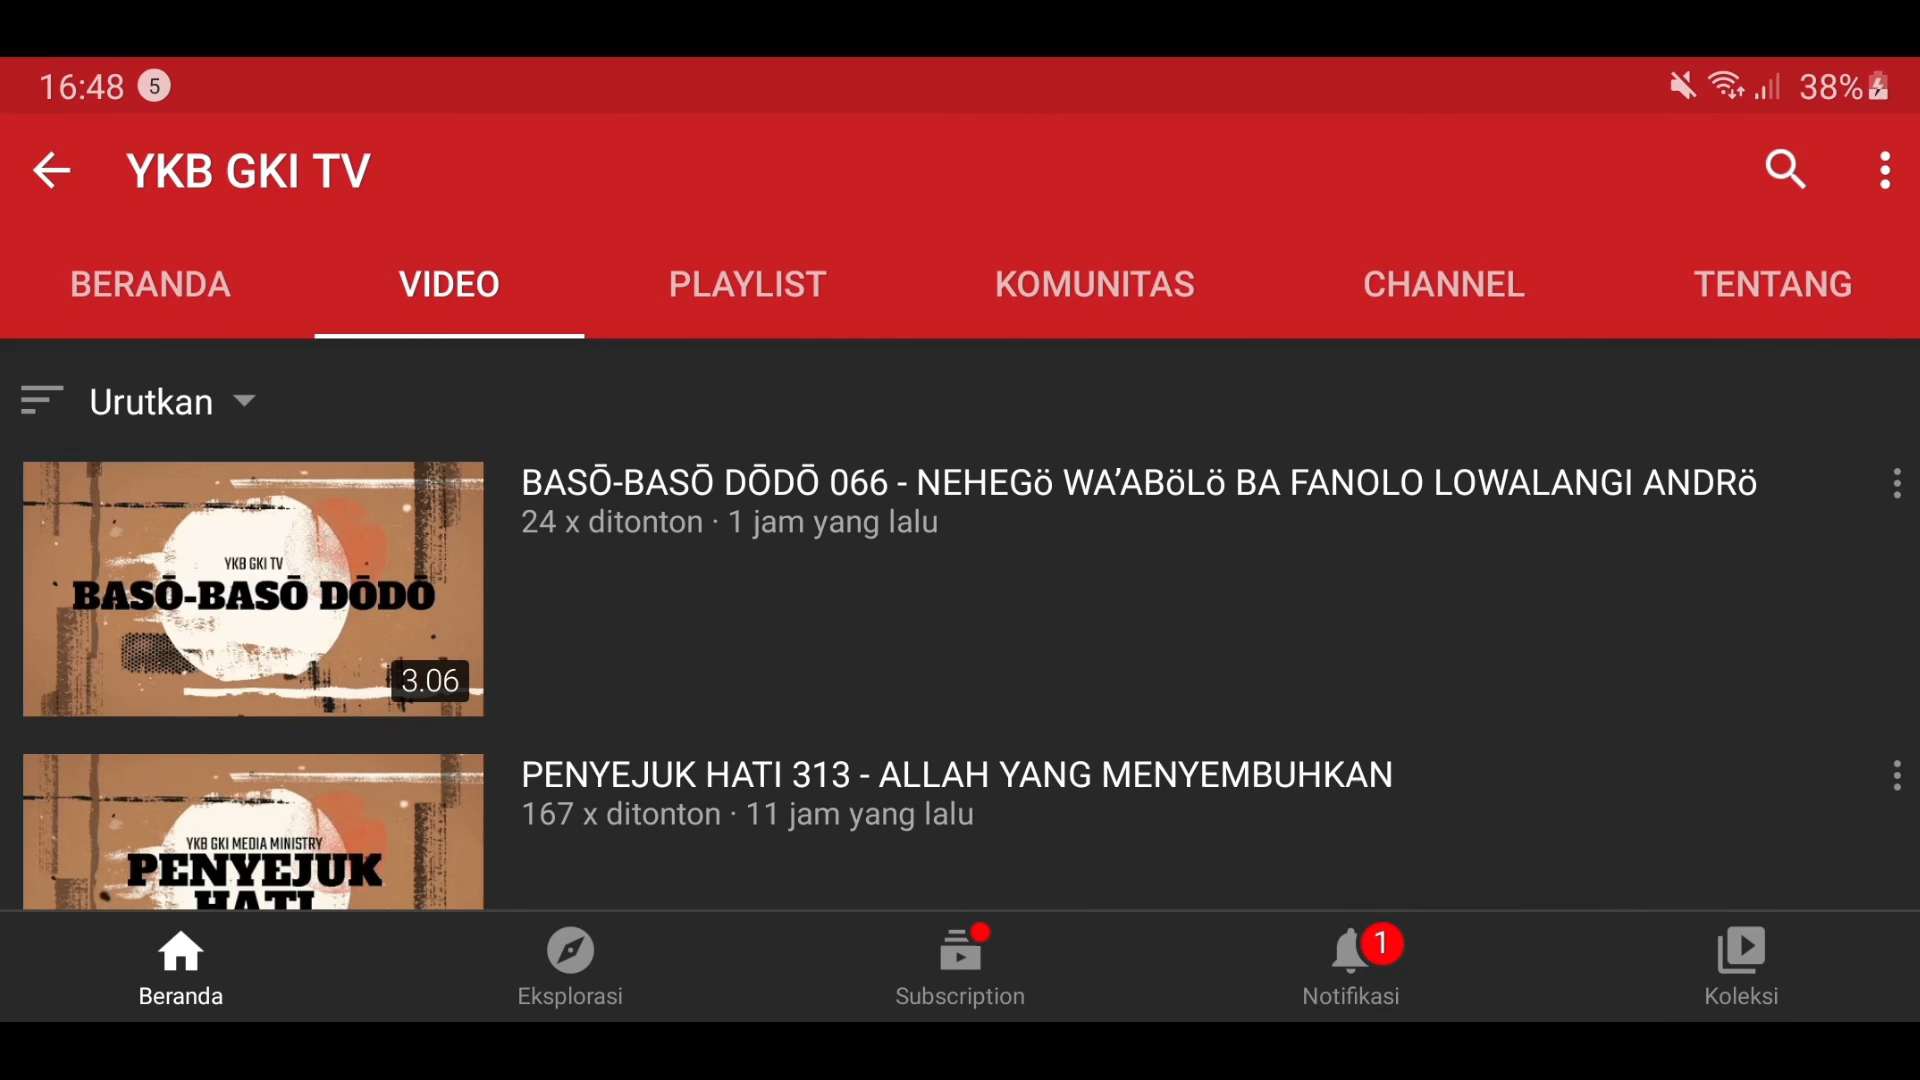 16:48 5 38%
YKB GKI TV
BERANDA VIDEO PLAYLIST KOMUNITAS CHANNEL TENTANG
Urutkan
BASŌ-BASŌ DŌDŌ 066 - NEHEGö WA’ABöLö BA FANOLO LOWALANGI ANDRö
24 x ditonton · 1 jam yang lalu
YKB GKI TV
BASŌ-BASŌ DŌDŌ
3.06
PENYEJUK HATI 313 - ALLAH YANG MENYEMBUHKAN
167 x ditonton · 11 jam yang lalu
YKB GKI MEDIA MINISTRY
PENYEJUK
HATI
1
Beranda Eksplorasi Subscription Notifikasi Koleksi